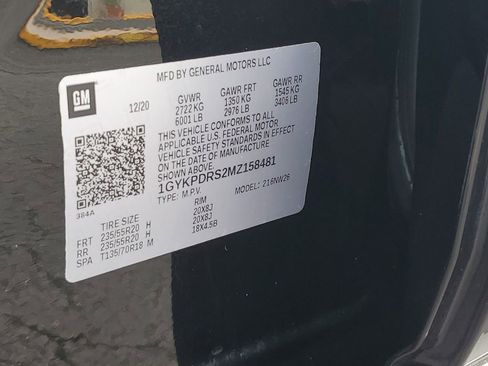 MFD BY GENERAL MOTORS LLC
GM
12/20 GVWR GAWR FRT GAWR RR
2722 KG 1350 KG 1545 KG
6001 LB 2976 LB 3406 LB
THIS VEHICLE CONFORMS TO ALL
APPLICABLE U.S. FEDERAL MOTOR
VEHICLE SAFETY STANDARDS IN EFFECT
ON THE DATE OF MANUFACTURE
SHOWN ABOVE.
1GYKPDRS2MZ158481
TYPE: M.P.V. MODEL: Z16NW26
384A
TIRE SIZE RIM
FRT 235/55R20 H 20X8J
RR 235/55R20 H 20X8J
SPA T135/70R18 M 18X4.5B